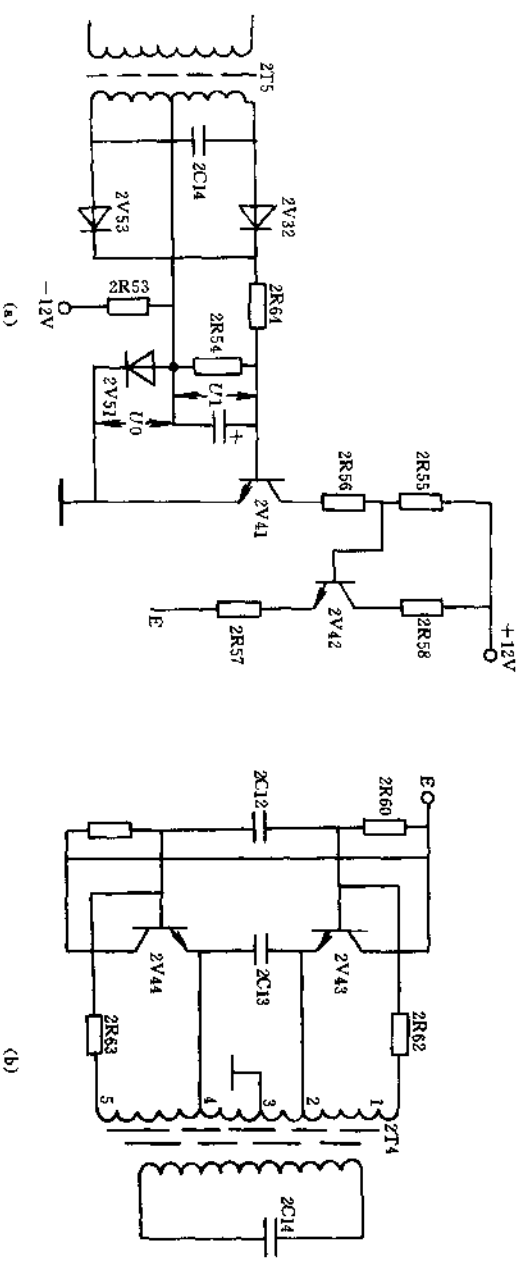 2T5
2C14
2V32
2V53
2R53
−12V
2R64
2R54
U1
+
U0
2V51
2V41
2R56
2R55
+12V
2V42
2R58
2R57
E
(a)
E
2R60
2C12
2V43
2C13
2V44
2R62
2R63
1
2
3
4
5
2T4
2C14
(b)